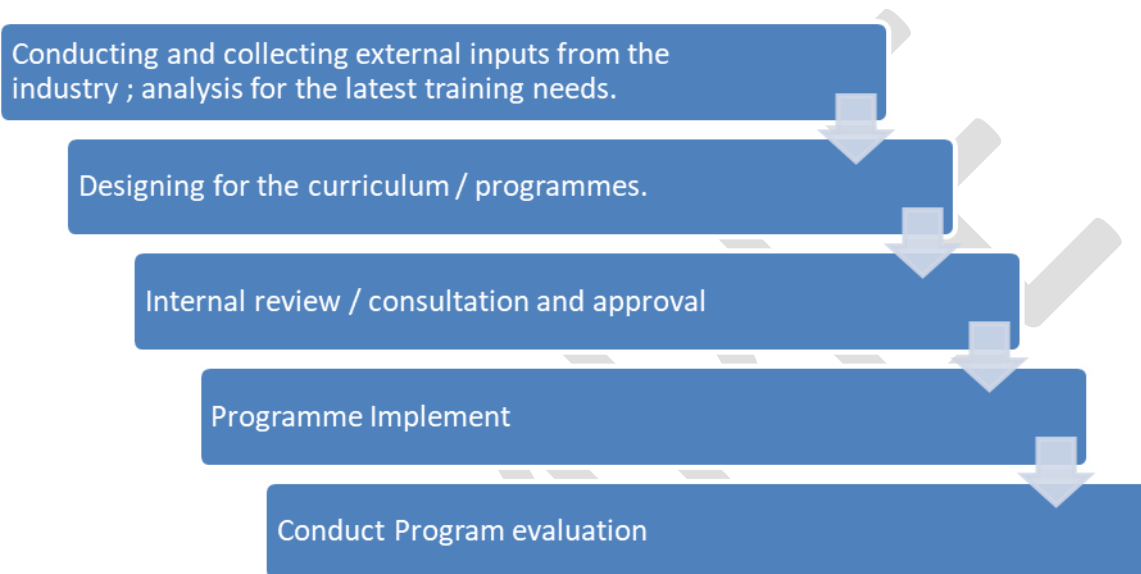 Conducting and collecting external inputs from the
industry ; analysis for the latest training needs.
Designing for the curriculum / programmes.
Internal review / consultation and approval
Programme Implement
Conduct Program evaluation